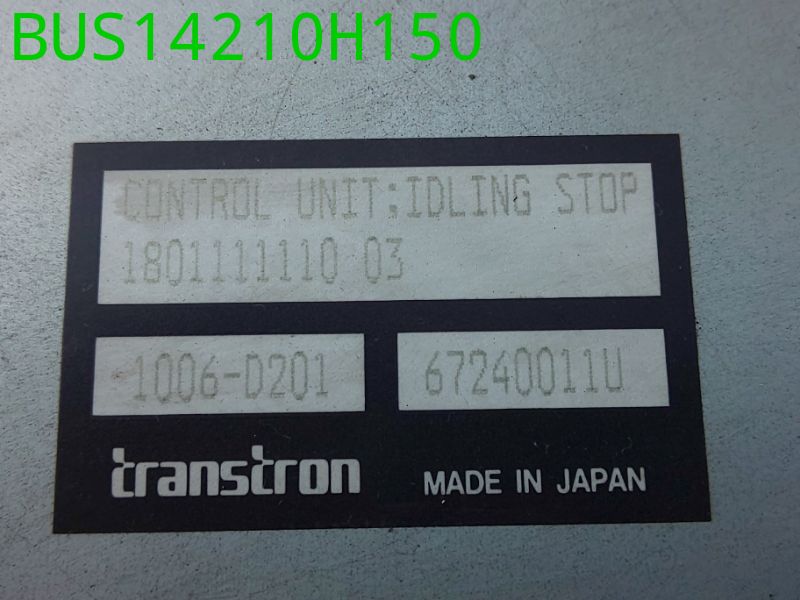 BUS14210H150
CONTROL UNIT:IDLING STOP
1801111110 03
1006-D201
67240011U
transtron
MADE IN JAPAN